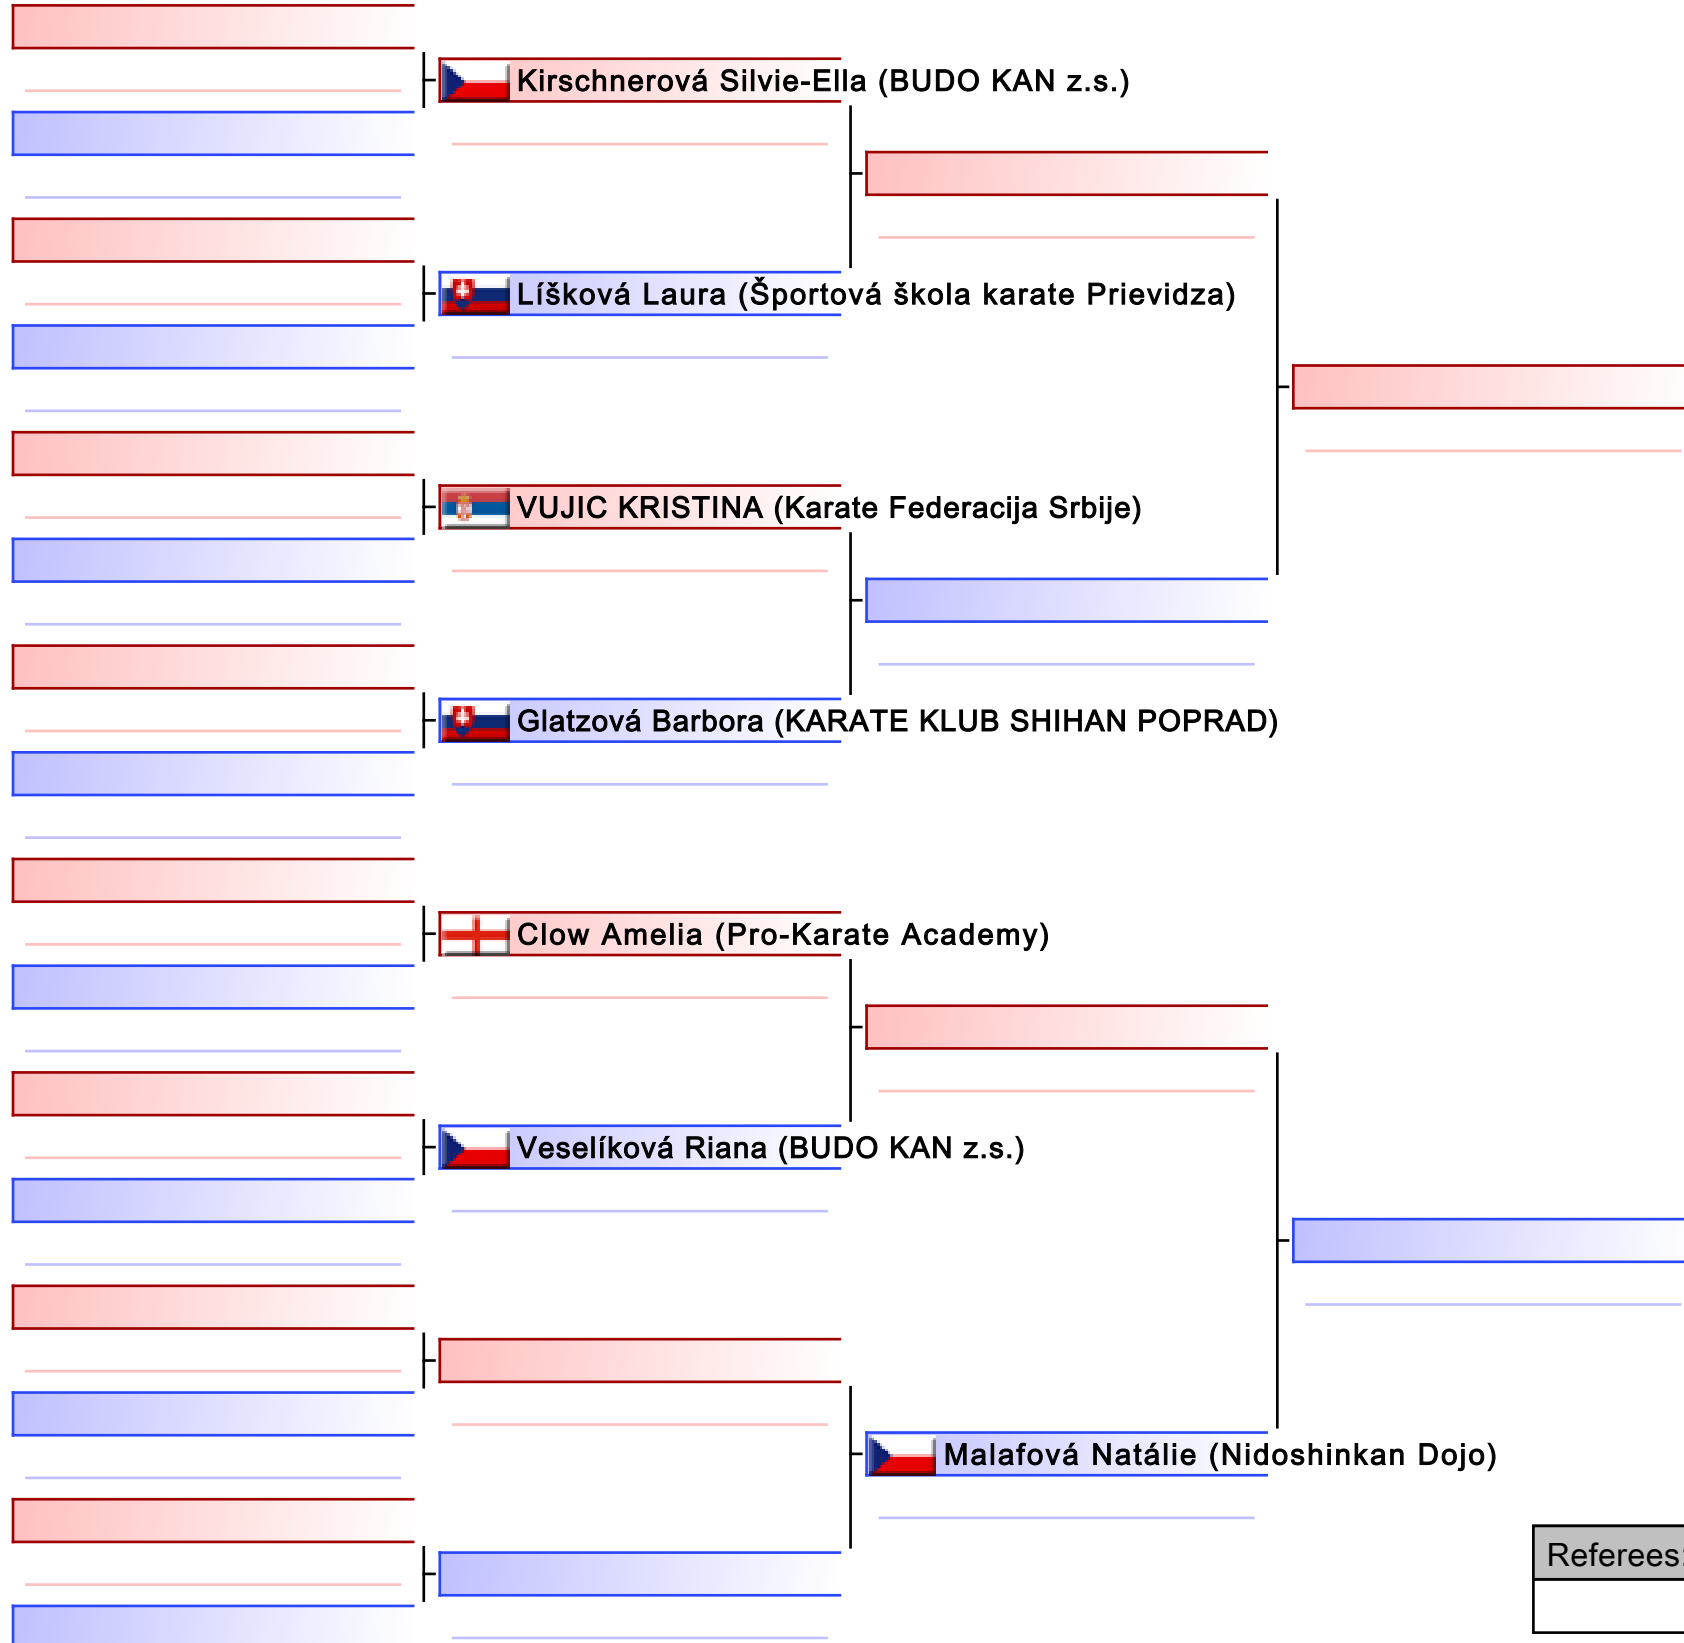 Kirschnerová Silvie-Ella (BUDO KAN z.s.)
Líšková Laura (Športová škola karate Prievidza)
VUJIC KRISTINA (Karate Federacija Srbije)
Glatzová Barbora (KARATE KLUB SHIHAN POPRAD)
Clow Amelia (Pro-Karate Academy)
Veselíková Riana (BUDO KAN z.s.)
Malafová Natálie (Nidoshinkan Dojo)
Referees: